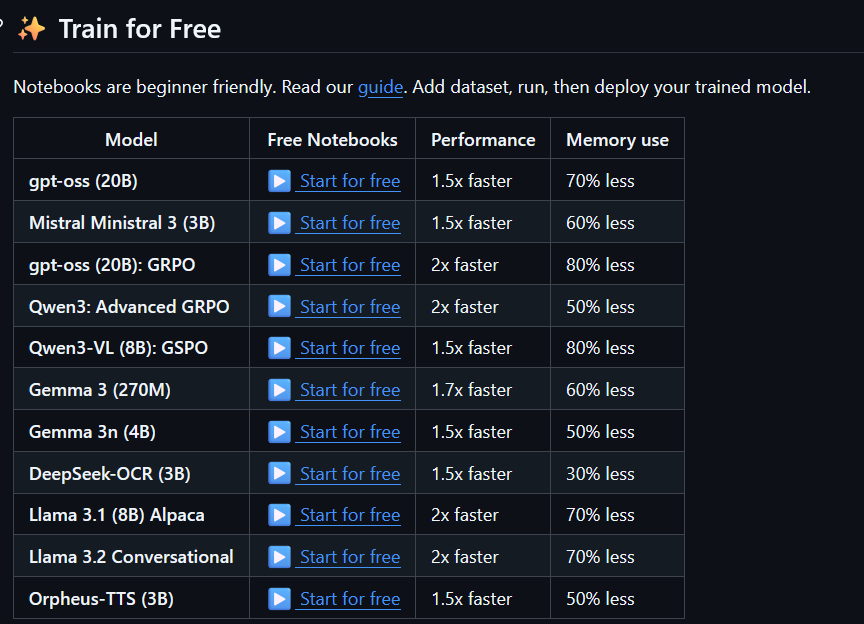 ✨ Train for Free
Notebooks are beginner friendly. Read our guide. Add dataset, run, then deploy your trained model.
Model Free Notebooks Performance Memory use
gpt-oss (20B) ▶️ Start for free 1.5x faster 70% less
Mistral Ministral 3 (3B) ▶️ Start for free 1.5x faster 60% less
gpt-oss (20B): GRPO ▶️ Start for free 2x faster 80% less
Qwen3: Advanced GRPO ▶️ Start for free 2x faster 50% less
Qwen3-VL (8B): GSPO ▶️ Start for free 1.5x faster 80% less
Gemma 3 (270M) ▶️ Start for free 1.7x faster 60% less
Gemma 3n (4B) ▶️ Start for free 1.5x faster 50% less
DeepSeek-OCR (3B) ▶️ Start for free 1.5x faster 30% less
Llama 3.1 (8B) Alpaca ▶️ Start for free 2x faster 70% less
Llama 3.2 Conversational ▶️ Start for free 2x faster 70% less
Orpheus-TTS (3B) ▶️ Start for free 1.5x faster 50% less